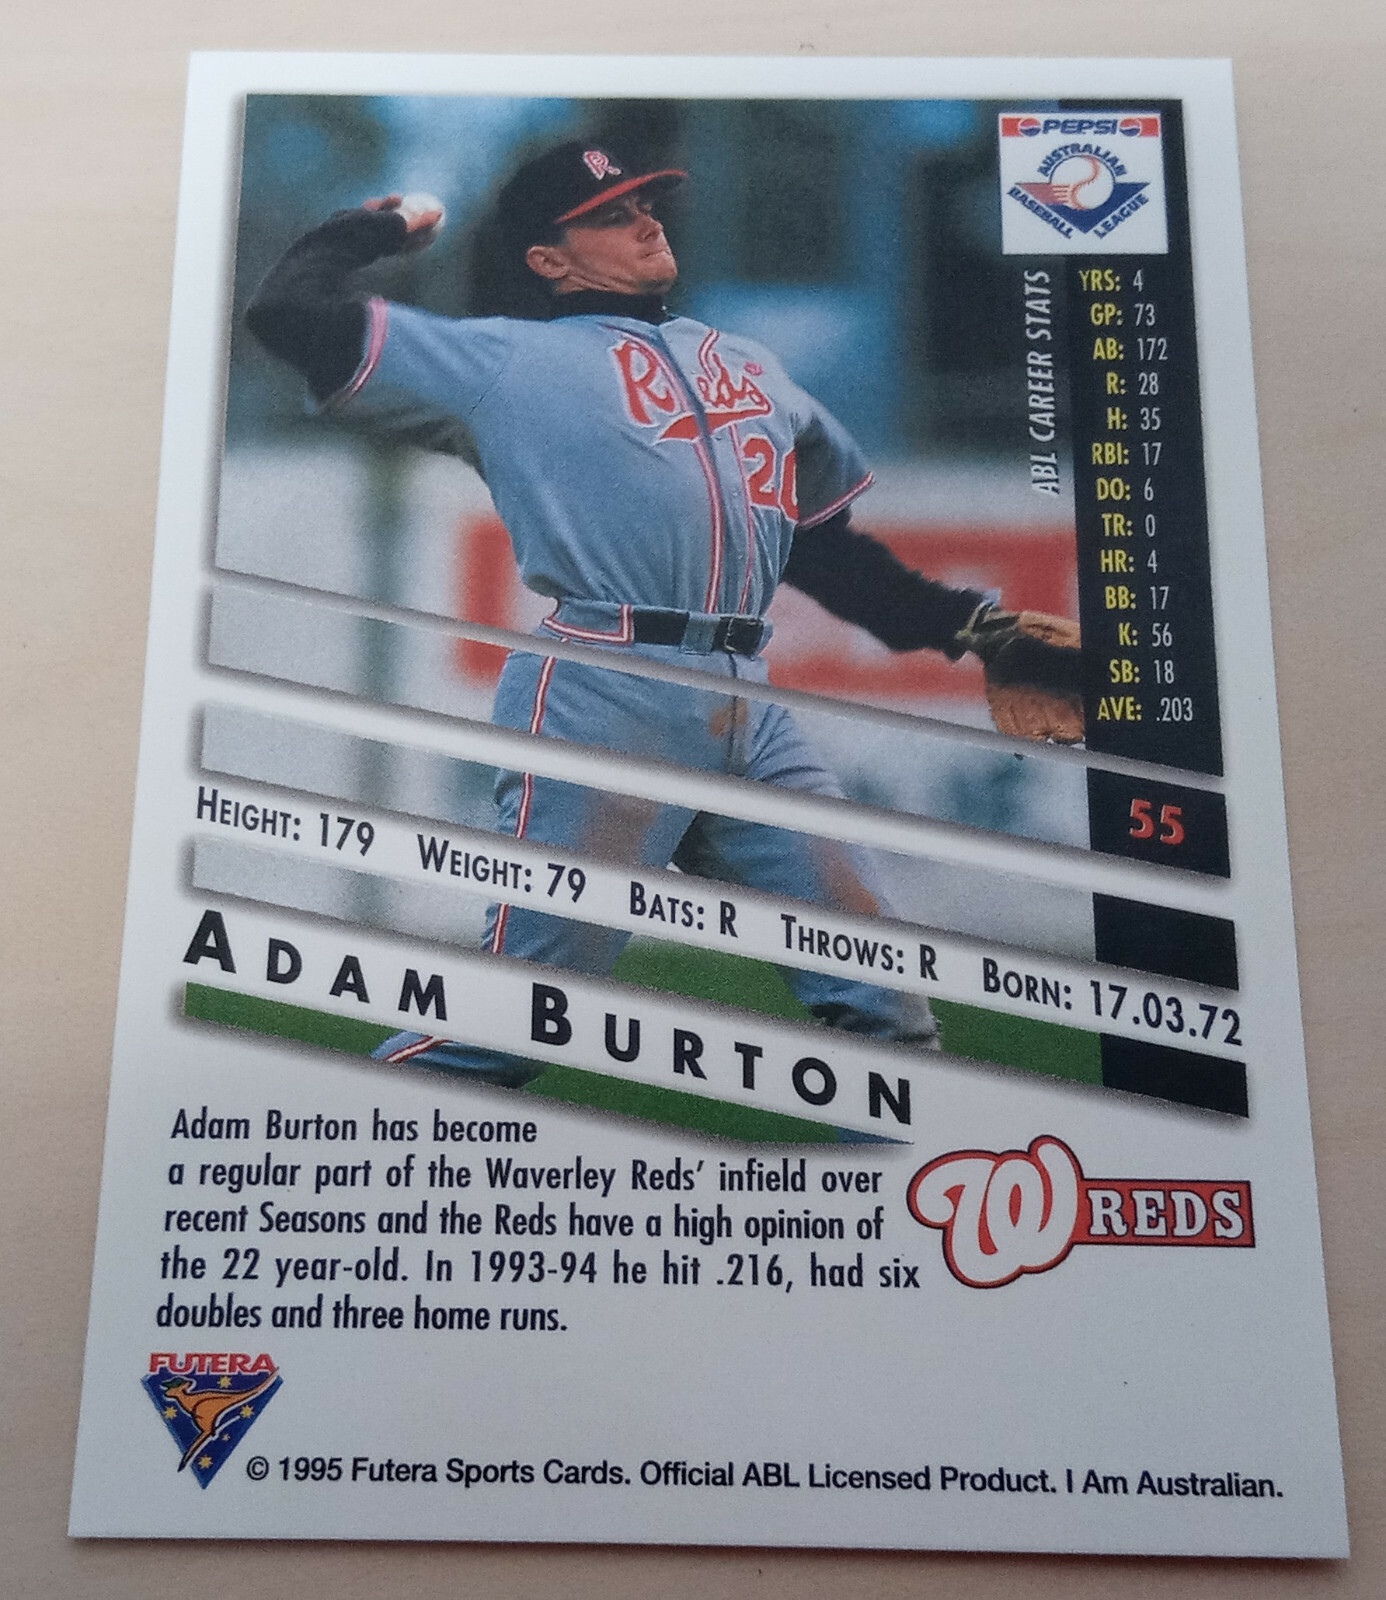 PEPSI
AUSTRALIAN
BASEBALL LEAGUE
R
Reds
20
ABL CAREER STATS
YRS: 4
GP: 73
AB: 172
R: 28
H: 35
RBI: 17
DO: 6
TR: 0
HR: 4
BB: 17
K: 56
SB: 18
AVE: .203
55
HEIGHT: 179 WEIGHT: 79 BATS: R THROWS: R BORN: 17.03.72
ADAM BURTON
Adam Burton has become
a regular part of the Waverley Reds' infield over
recent Seasons and the Reds have a high opinion of
the 22 year-old. In 1993-94 he hit .216, had six
doubles and three home runs.
W REDS
FUTERA
© 1995 Futera Sports Cards. Official ABL Licensed Product. I Am Australian.